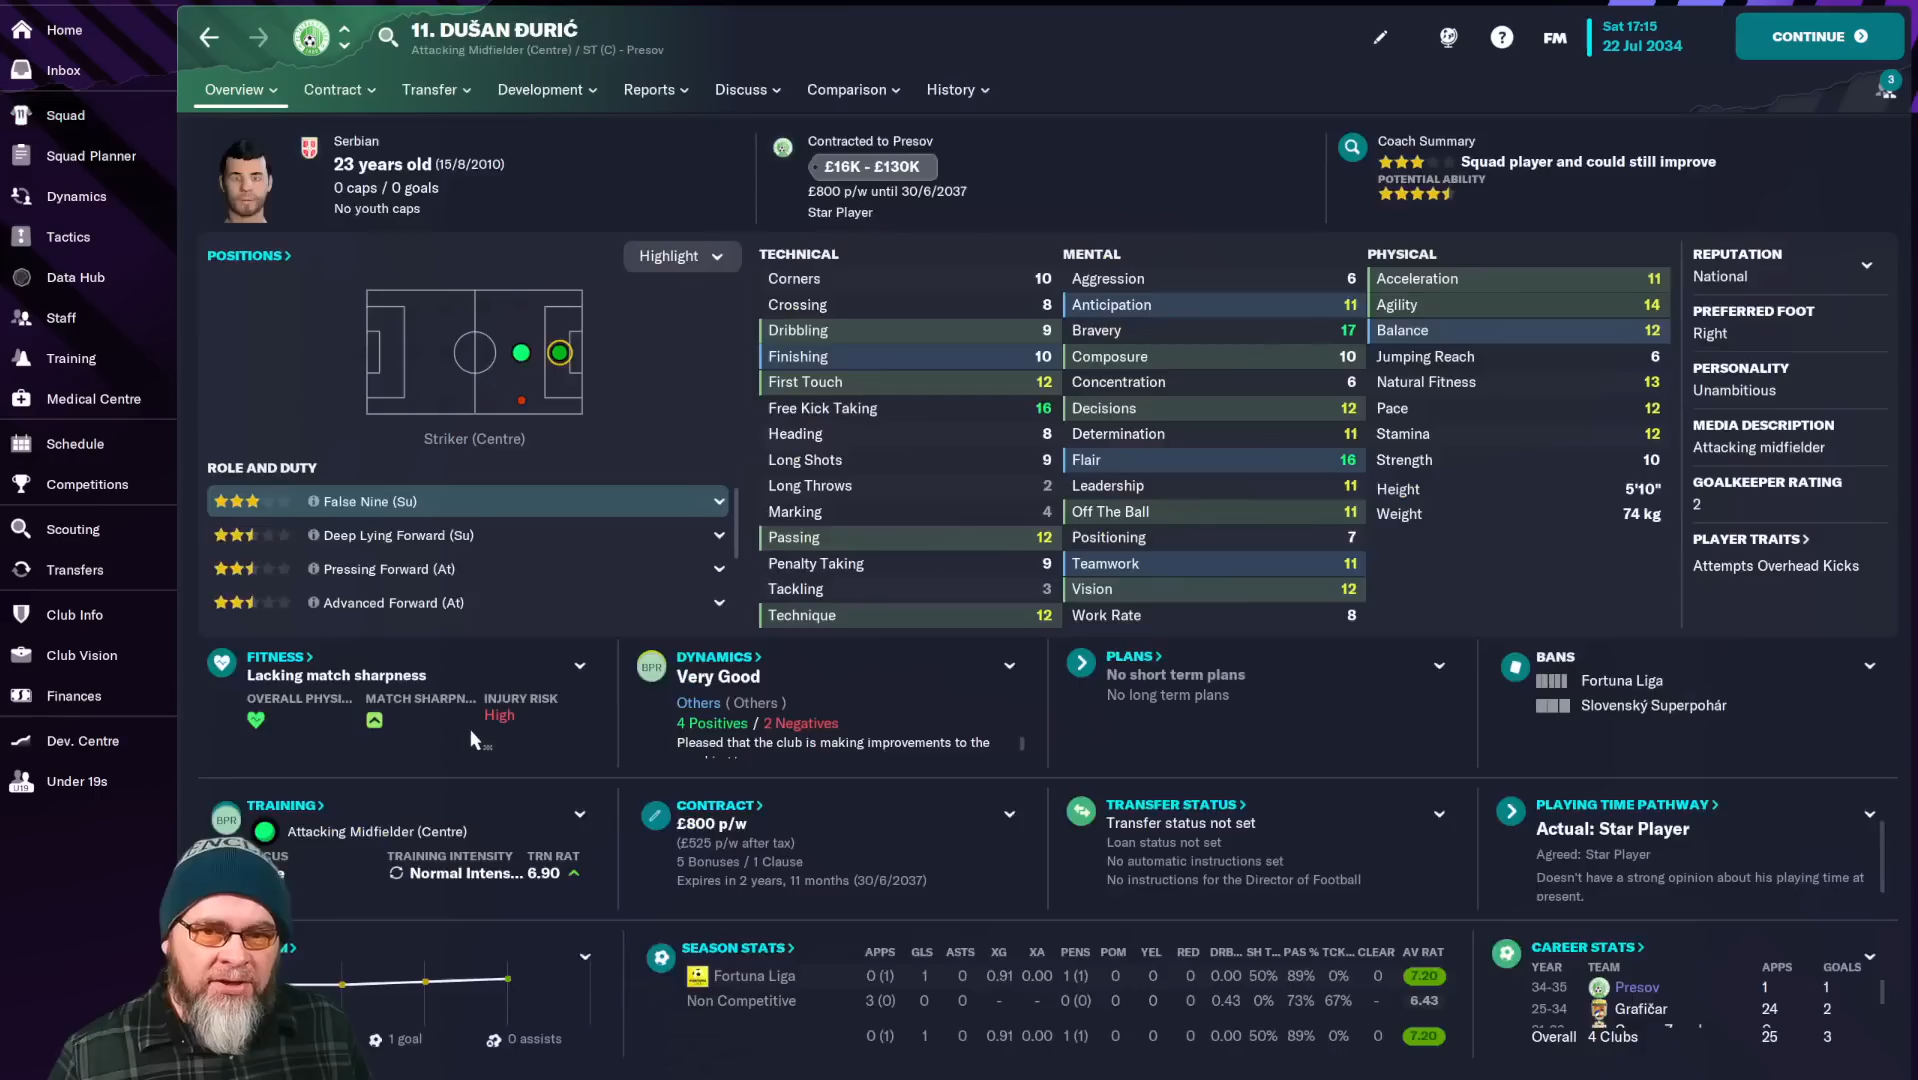 Home
Inbox
Squad
Squad Planner
Dynamics
Tactics
Data Hub
Staff
Training
Medical Centre
Schedule
Competitions
Scouting
Transfers
Club Info
Club Vision
Finances
Dev. Centre
U19 Under 19s
11. DUŠAN ĐURIĆ
Attacking Midfielder (Centre) / ST (C) - Presov
? FM
Sat 17:15
22 Jul 2034
CONTINUE
3
Overview Contract Transfer Development Reports Discuss Comparison History
Serbian
23 years old (15/8/2010)
0 caps / 0 goals
No youth caps
Contracted to Presov
£16K - £130K
£800 p/w until 30/6/2037
Star Player
Coach Summary
Squad player and could still improve
POTENTIAL ABILITY
POSITIONS
Highlight
Striker (Centre)
ROLE AND DUTY
False Nine (Su)
Deep Lying Forward (Su)
Pressing Forward (At)
Advanced Forward (At)
TECHNICAL
Corners 10
Crossing 8
Dribbling 9
Finishing 10
First Touch 12
Free Kick Taking 16
Heading 8
Long Shots 9
Long Throws 2
Marking 4
Passing 12
Penalty Taking 9
Tackling 3
Technique 12
MENTAL
Aggression 6
Anticipation 11
Bravery 17
Composure 10
Concentration 6
Decisions 12
Determination 11
Flair 16
Leadership 11
Off The Ball 11
Positioning 7
Teamwork 11
Vision 12
Work Rate 8
PHYSICAL
Acceleration 11
Agility 14
Balance 12
Jumping Reach 6
Natural Fitness 13
Pace 12
Stamina 12
Strength 10
Height 5'10"
Weight 74 kg
REPUTATION
National
PREFERRED FOOT
Right
PERSONALITY
Unambitious
MEDIA DESCRIPTION
Attacking midfielder
GOALKEEPER RATING
2
PLAYER TRAITS
Attempts Overhead Kicks
FITNESS
Lacking match sharpness
OVERALL PHYSI... MATCH SHARPN... INJURY RISK
High
BPR
DYNAMICS
Very Good
Others ( Others )
4 Positives / 2 Negatives
Pleased that the club is making improvements to the
PLANS
No short term plans
No long term plans
BANS
Fortuna Liga
Slovenský Superpohár
BPR
TRAINING
Attacking Midfielder (Centre)
TRAINING INTENSITY TRN RAT
Normal Intens... 6.90
CONTRACT
£800 p/w
(£525 p/w after tax)
5 Bonuses / 1 Clause
Expires in 2 years, 11 months (30/6/2037)
TRANSFER STATUS
Transfer status not set
Loan status not set
No automatic instructions set
No instructions for the Director of Football
PLAYING TIME PATHWAY
Actual: Star Player
Agreed: Star Player
Doesn't have a strong opinion about his playing time at
present.
1 goal 0 assists
SEASON STATS APPS GLS ASTS XG XA PENS POM YEL RED DRB... SH T... PAS % TCK... CLEAR AV RAT
Fortuna Liga 0 (1) 1 0 0.91 0.00 1 (1) 0 0 0 0.00 50% 89% 0% 0 7.20
Non Competitive 3 (0) 0 0 - - 0 (0) 0 0 0 0.43 0% 73% 67% - 6.43
0 (1) 1 0 0.91 0.00 1 (1) 0 0 0 0.00 50% 89% 0% 0 7.20
CAREER STATS
YEAR TEAM APPS GOALS
34-35 Presov 1 1
25-34 Grafičar 24 2
Overall 4 Clubs 25 3